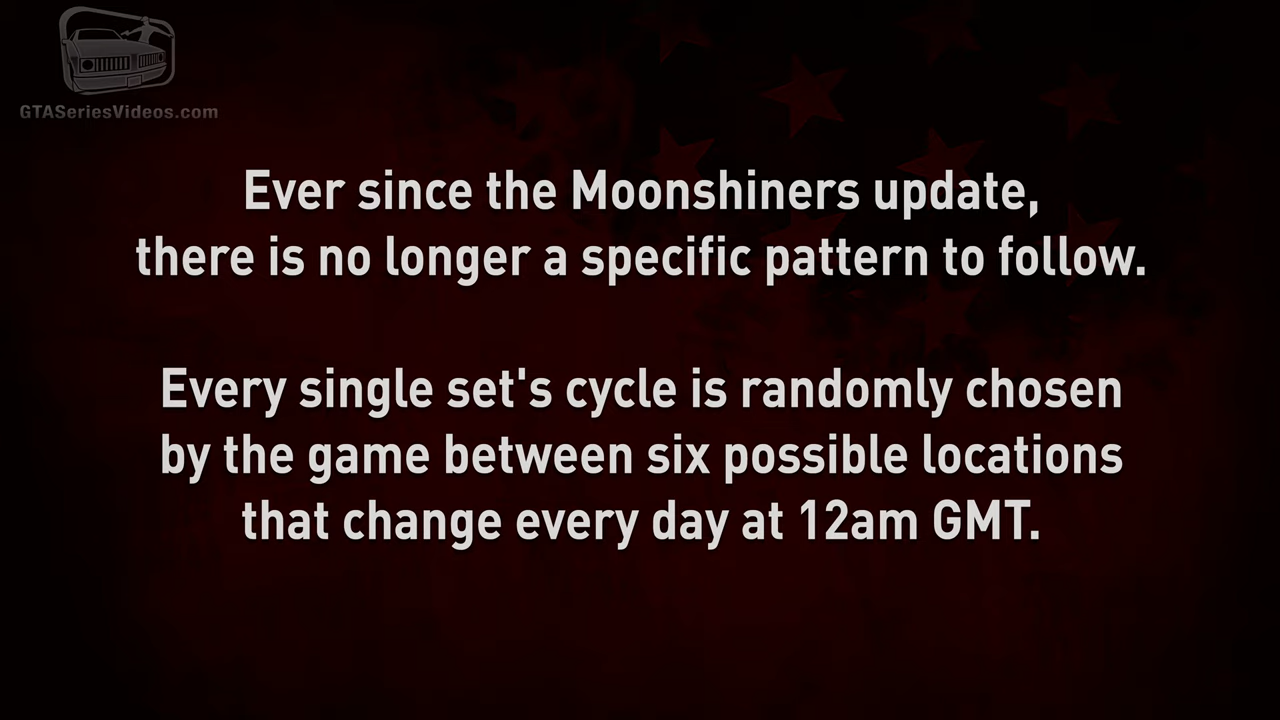 GTASeriesVideos.com
Ever since the Moonshiners update,
there is no longer a specific pattern to follow.
Every single set's cycle is randomly chosen
by the game between six possible locations
that change every day at 12am GMT.